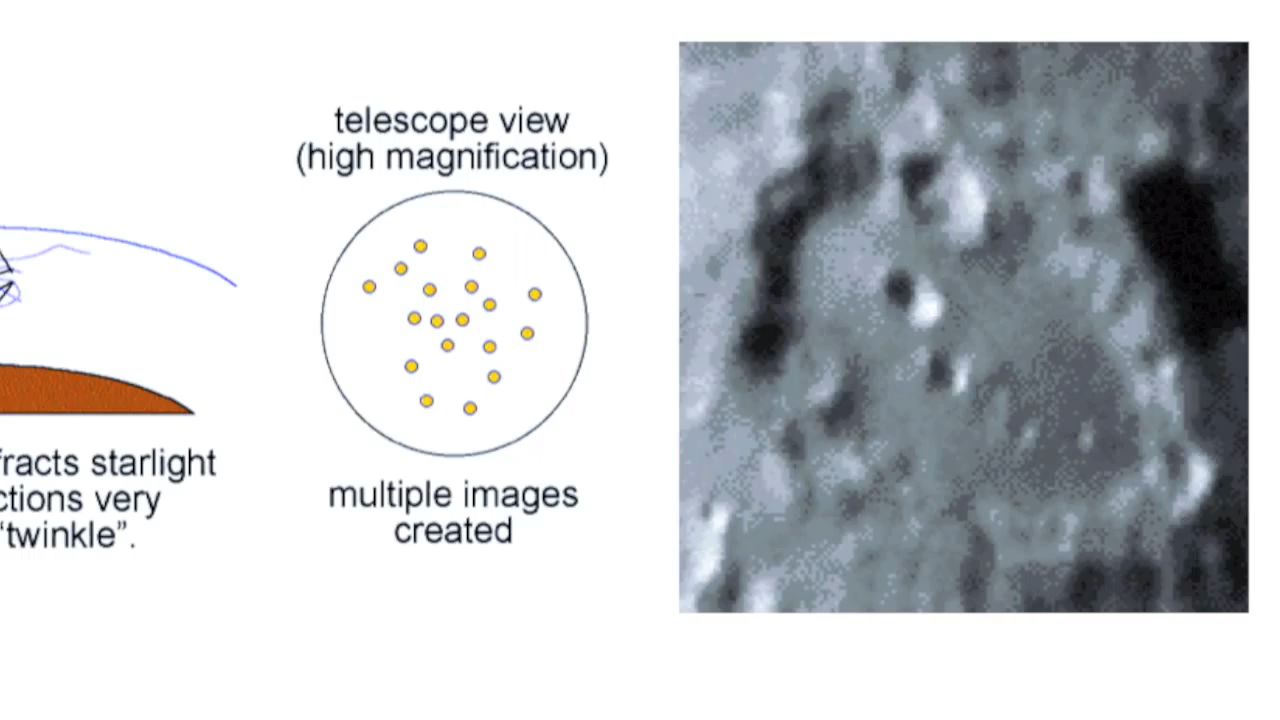 telescope view
(high magnification)
fracts starlight
ctions very
“twinkle”.
multiple images
created